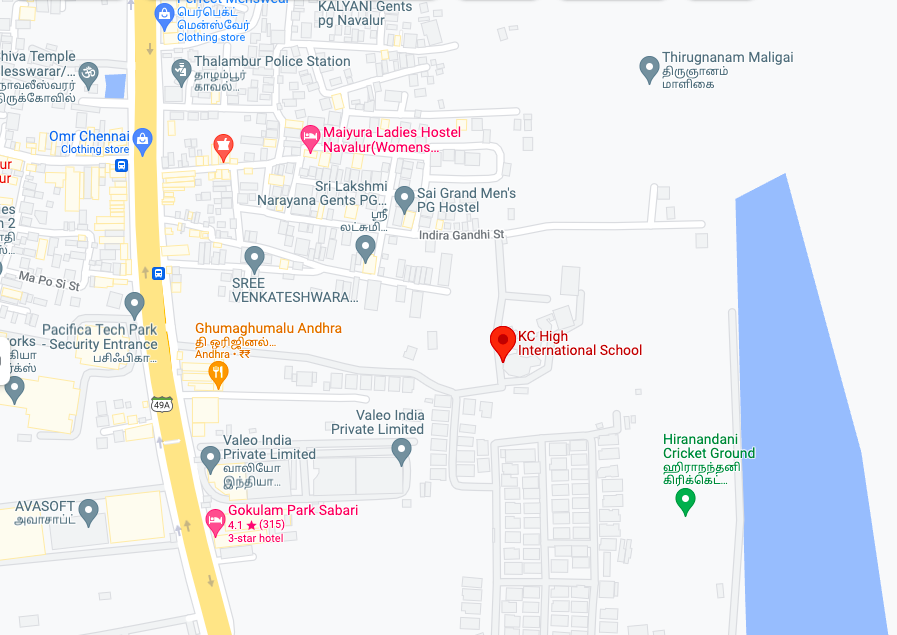 Perfect Menswear
பெர்பெக்ட்
மென்ஸ்வேர்
Clothing store
KALYANI Gents
pg Navalur
Thalambur Police Station
தாழம்பூர்
காவல்...
Thirugnanam Maligai
திருஞானம்
மாளிகை
hiva Temple
lesswarar/...
நாவலீஸ்வரர்
திருக்கோவில்
Omr Chennai
Clothing store
Maiyura Ladies Hostel
Navalur(Womens...
Sri Lakshmi
Narayana Gents PG...
ஸ்ரீ
லட்சுமி...
Sai Grand Men's
PG Hostel
Indira Gandhi St
SREE
VENKATESHWARA...
Ma Po Si St
Pacifica Tech Park
- Security Entrance
பசிஃபிகா...
Ghumaghumalu Andhra
தி ஒரிஜினல்...
Andhra • ₹₹
KC High
International School
49A
Valeo India
Private Limited
Valeo India
Private Limited
வாலியோ
இந்தியா...
Hiranandani
Cricket Ground
ஹிராநந்தனி
கிரிக்கெட்...
AVASOFT
அவாசாப்ட்
Gokulam Park Sabari
4.1 ★ (315)
3-star hotel